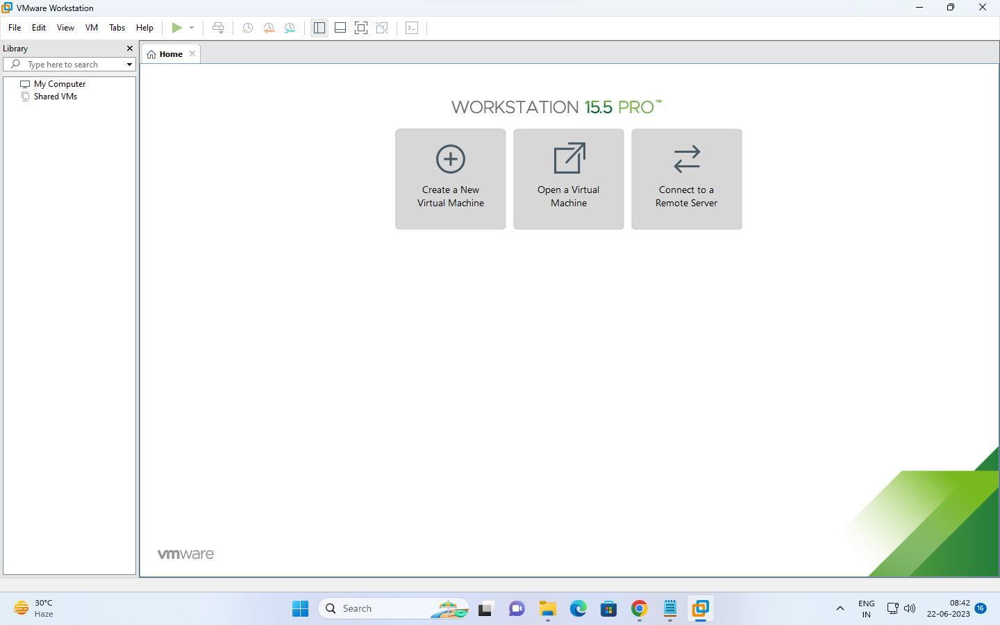 VMware Workstation
File Edit View VM Tabs Help
Library
Type here to search
My Computer
Shared VMs
Home
WORKSTATION 15.5 PRO™
Create a New
Virtual Machine
Open a Virtual
Machine
Connect to a
Remote Server
vmware
30°C
Haze
Search
ENG
IN
08:42
22-06-2023
16